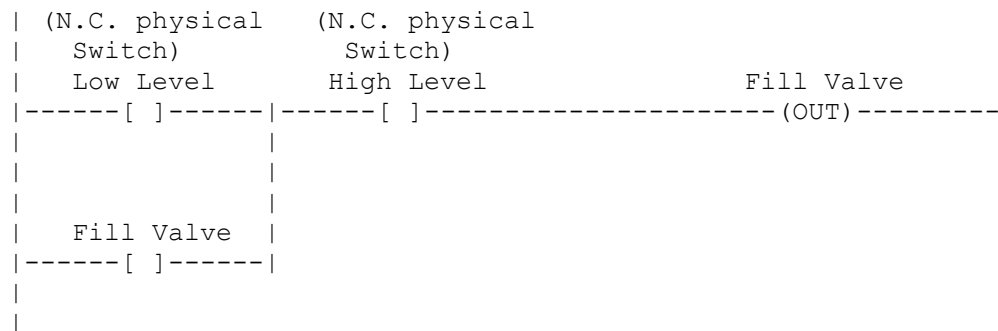 | (N.C. physical   (N.C. physical
|   Switch)            Switch)
|   Low Level       High Level                Fill Valve
|------[ ]------|------[ ]----------------------(OUT)---------
|               |
|               |
|               |
|   Fill Valve  |
|------[ ]------|
|
|